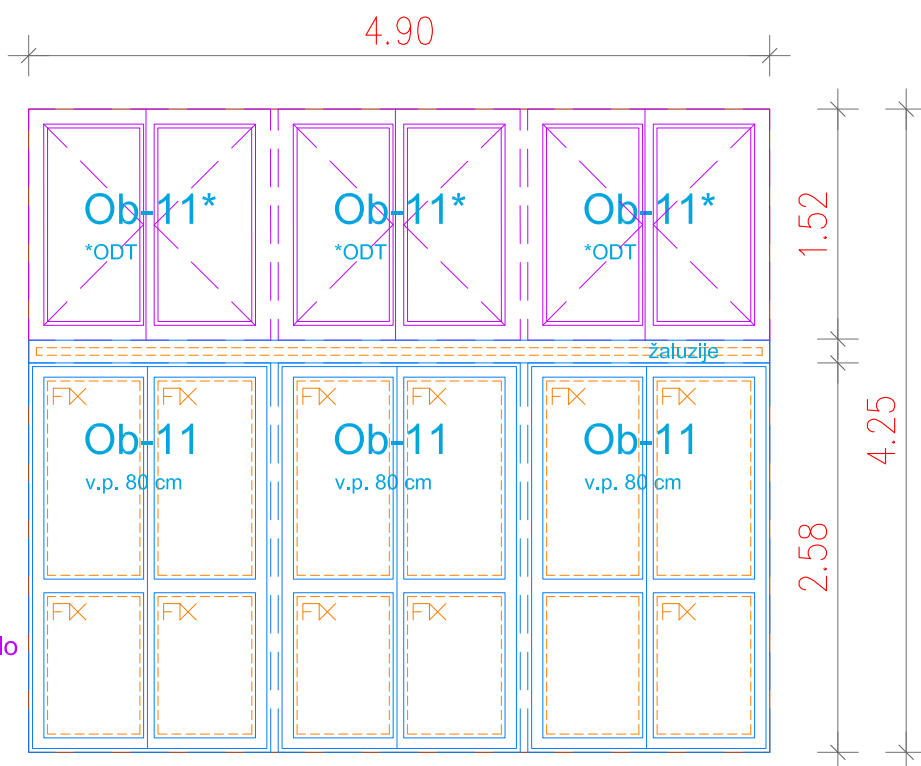 4.90
Ob-11* Ob-11* Ob-11*
*ODT *ODT *ODT
1.52
žaluzije
4.25
FIX FIX FIX FIX FIX FIX
Ob-11 Ob-11 Ob-11
v.p. 80 cm v.p. 80 cm v.p. 80 cm
2.58
FIX FIX FIX FIX FIX
lo